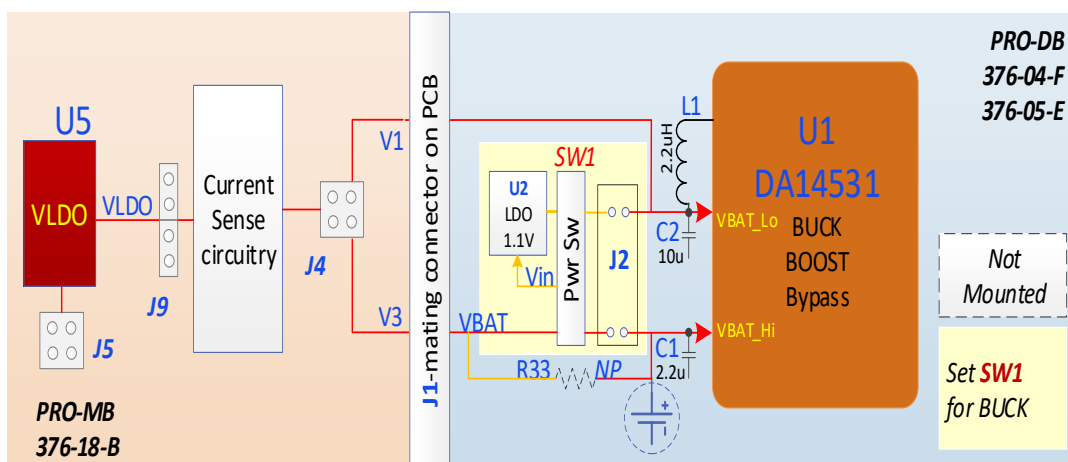 U5
VLDO
VLDO
J5
J9
Current
Sense
circuitry
J4
V1
V3
PRO-MB
376-18-B
J1-mating connector on PCB
SW1
U2
LDO
1.1V
Vin
Pwr Sw
J2
VBAT
R33
NP
L1
2.2uH
C2
10u
C1
2.2u
U1
DA14531
BUCK
BOOST
Bypass
VBAT_Lo
VBAT_Hi
PRO-DB
376-04-F
376-05-E
Not
Mounted
Set SW1
for BUCK